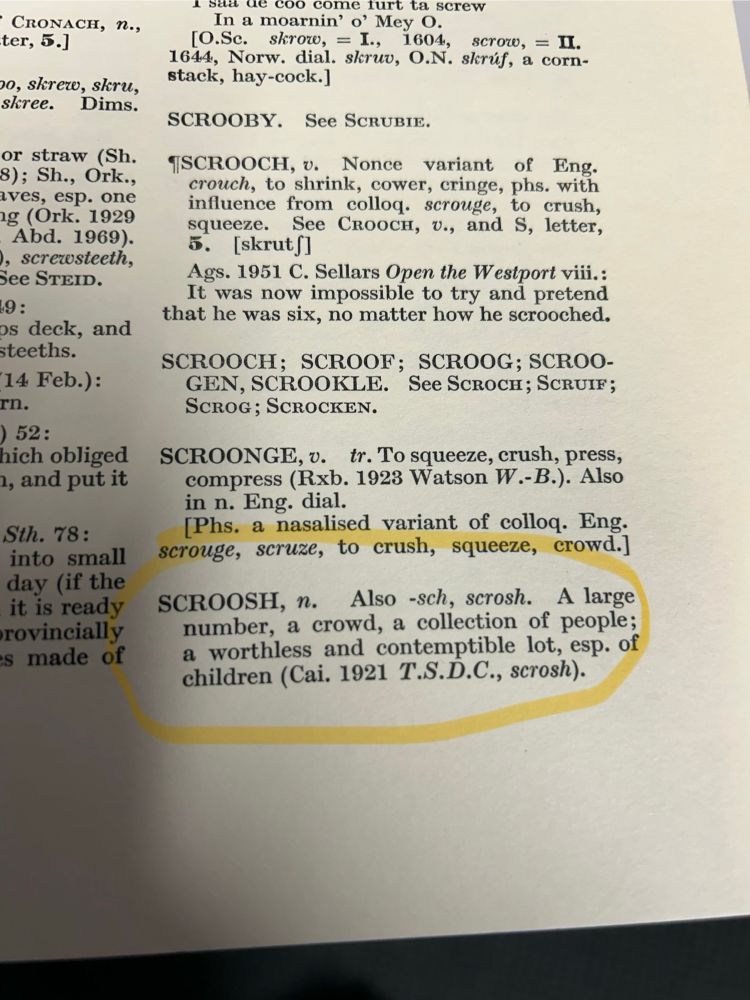 CRONACH, n.,
ter, 5.]
oo, skrew, skru,
skree. Dims.
or straw (Sh.
8); Sh., Ork.,
aves, esp. one
ng (Ork. 1929
Abd. 1969).
), screwsteeth,
See STEID.
49:
ps deck, and
steeths.
(14 Feb.):
rn.
) 52:
hich obliged
n, and put it
Sth. 78:
into small
day (if the
it is ready
provincially
es made of
I saa de coo come furt ta screw
In a moarnin' o' Mey O.
[O.Sc. skrow, = I., 1604, scrow, = II.
1644, Norw. dial. skruv, O.N. skrúf, a corn-
stack, hay-cock.]
SCROOBY. See SCRUBIE.
¶SCROOCH, v. Nonce variant of Eng.
crouch, to shrink, cower, cringe, phs. with
influence from colloq. scrouge, to crush,
squeeze. See CROOCH, v., and S, letter,
5. [skrutʃ]
Ags. 1951 C. Sellars Open the Westport viii.:
It was now impossible to try and pretend
that he was six, no matter how he scrooched.
SCROOCH; SCROOF; SCROOG; SCROO-
GEN, SCROOKLE. See SCROCH; SCRUIF;
SCROG; SCROCKEN.
SCROONGE, v. tr. To squeeze, crush, press,
compress (Rxb. 1923 Watson W.-B.). Also
in n. Eng. dial.
[Phs. a nasalised variant of colloq. Eng.
scrouge, scruze, to crush, squeeze, crowd.]
SCROOSH, n. Also -sch, scrosh. A large
number, a crowd, a collection of people;
a worthless and contemptible lot, esp. of
children (Cai. 1921 T.S.D.C., scrosh).